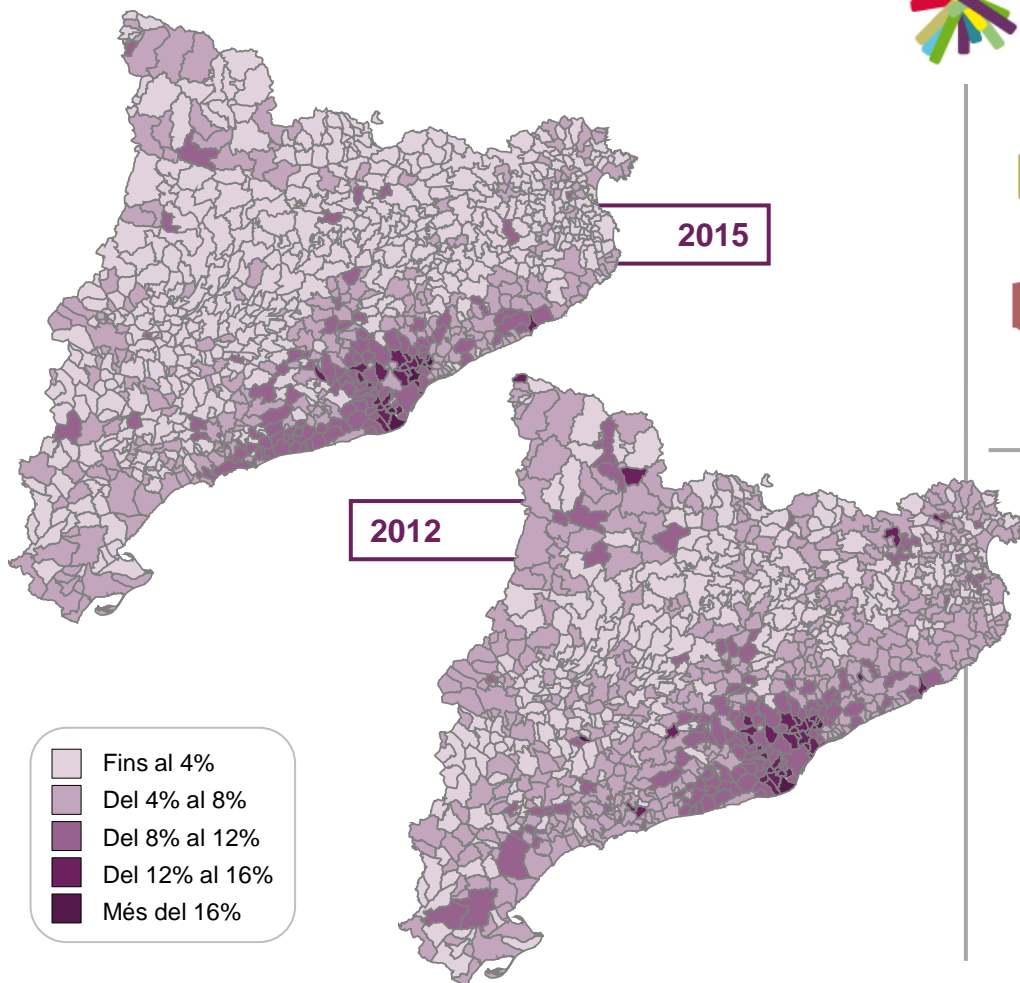 2015
2012
Fins al 4%
Del 4% al 8%
Del 8% al 12%
Del 12% al 16%
Més del 16%